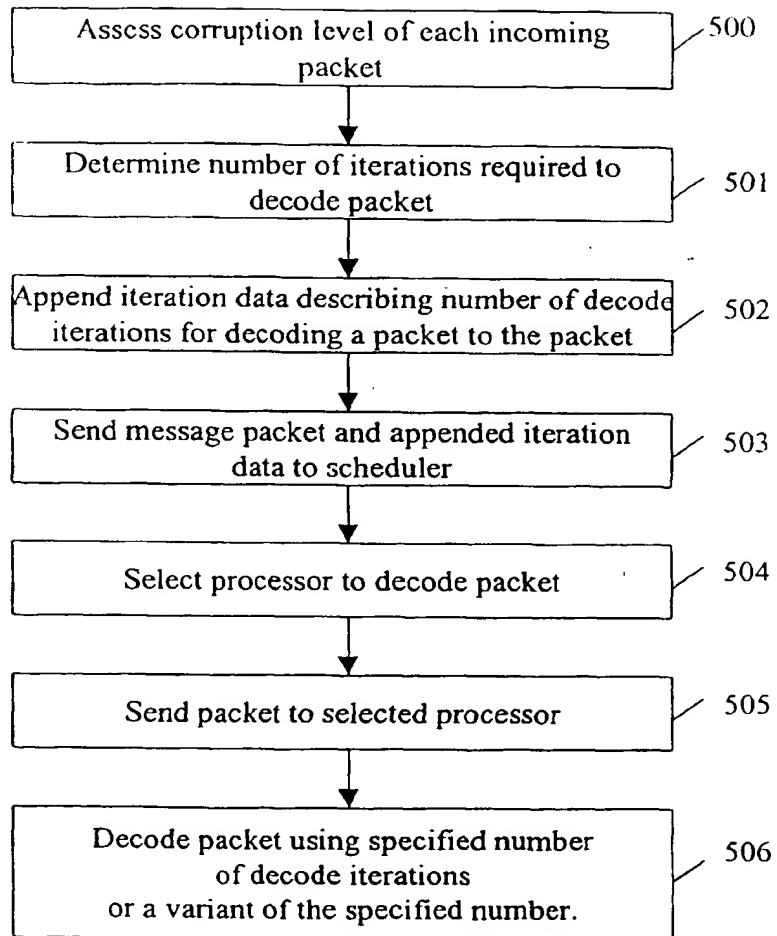 Assess corruption level of each incoming
packet
500
Determine number of iterations required to
decode packet
501
Append iteration data describing number of decode
iterations for decoding a packet to the packet
502
Send message packet and appended iteration
data to scheduler
503
Select processor to decode packet
504
Send packet to selected processor
505
Decode packet using specified number
of decode iterations
or a variant of the specified number.
506